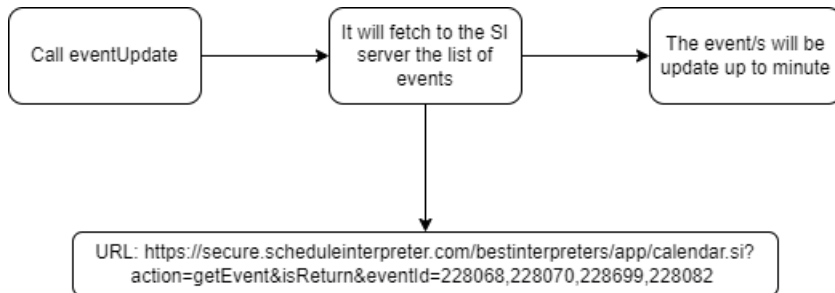 Call eventUpdate
It will fetch to the SI
server the list of
events
The event/s will be
update up to minute
URL: https://secure.scheduleinterpreter.com/bestinterpreters/app/calendar.si?
action=getEvent&isReturn&eventId=228068,228070,228699,228082